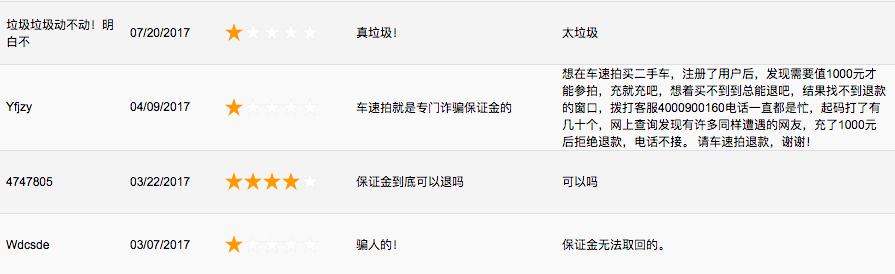 垃圾垃圾动不动！明
白不
07/20/2017
真垃圾！
太垃圾
Yfjzy
04/09/2017
车速拍就是专门诈骗保证金的
想在车速拍买二手车，注册了用户后，发现需要值1000元才
能参拍，充就充吧，想着买不到到总能退吧，结果找不到退款
的窗口，拨打客服4000900160电话一直都是忙，起码打了有
几十个，网上查询发现有许多同样遭遇的网友，充了1000元
后拒绝退款，电话不接。 请车速拍退款，谢谢！
4747805
03/22/2017
保证金到底可以退吗
可以吗
Wdcsde
03/07/2017
骗人的！
保证金无法取回的。